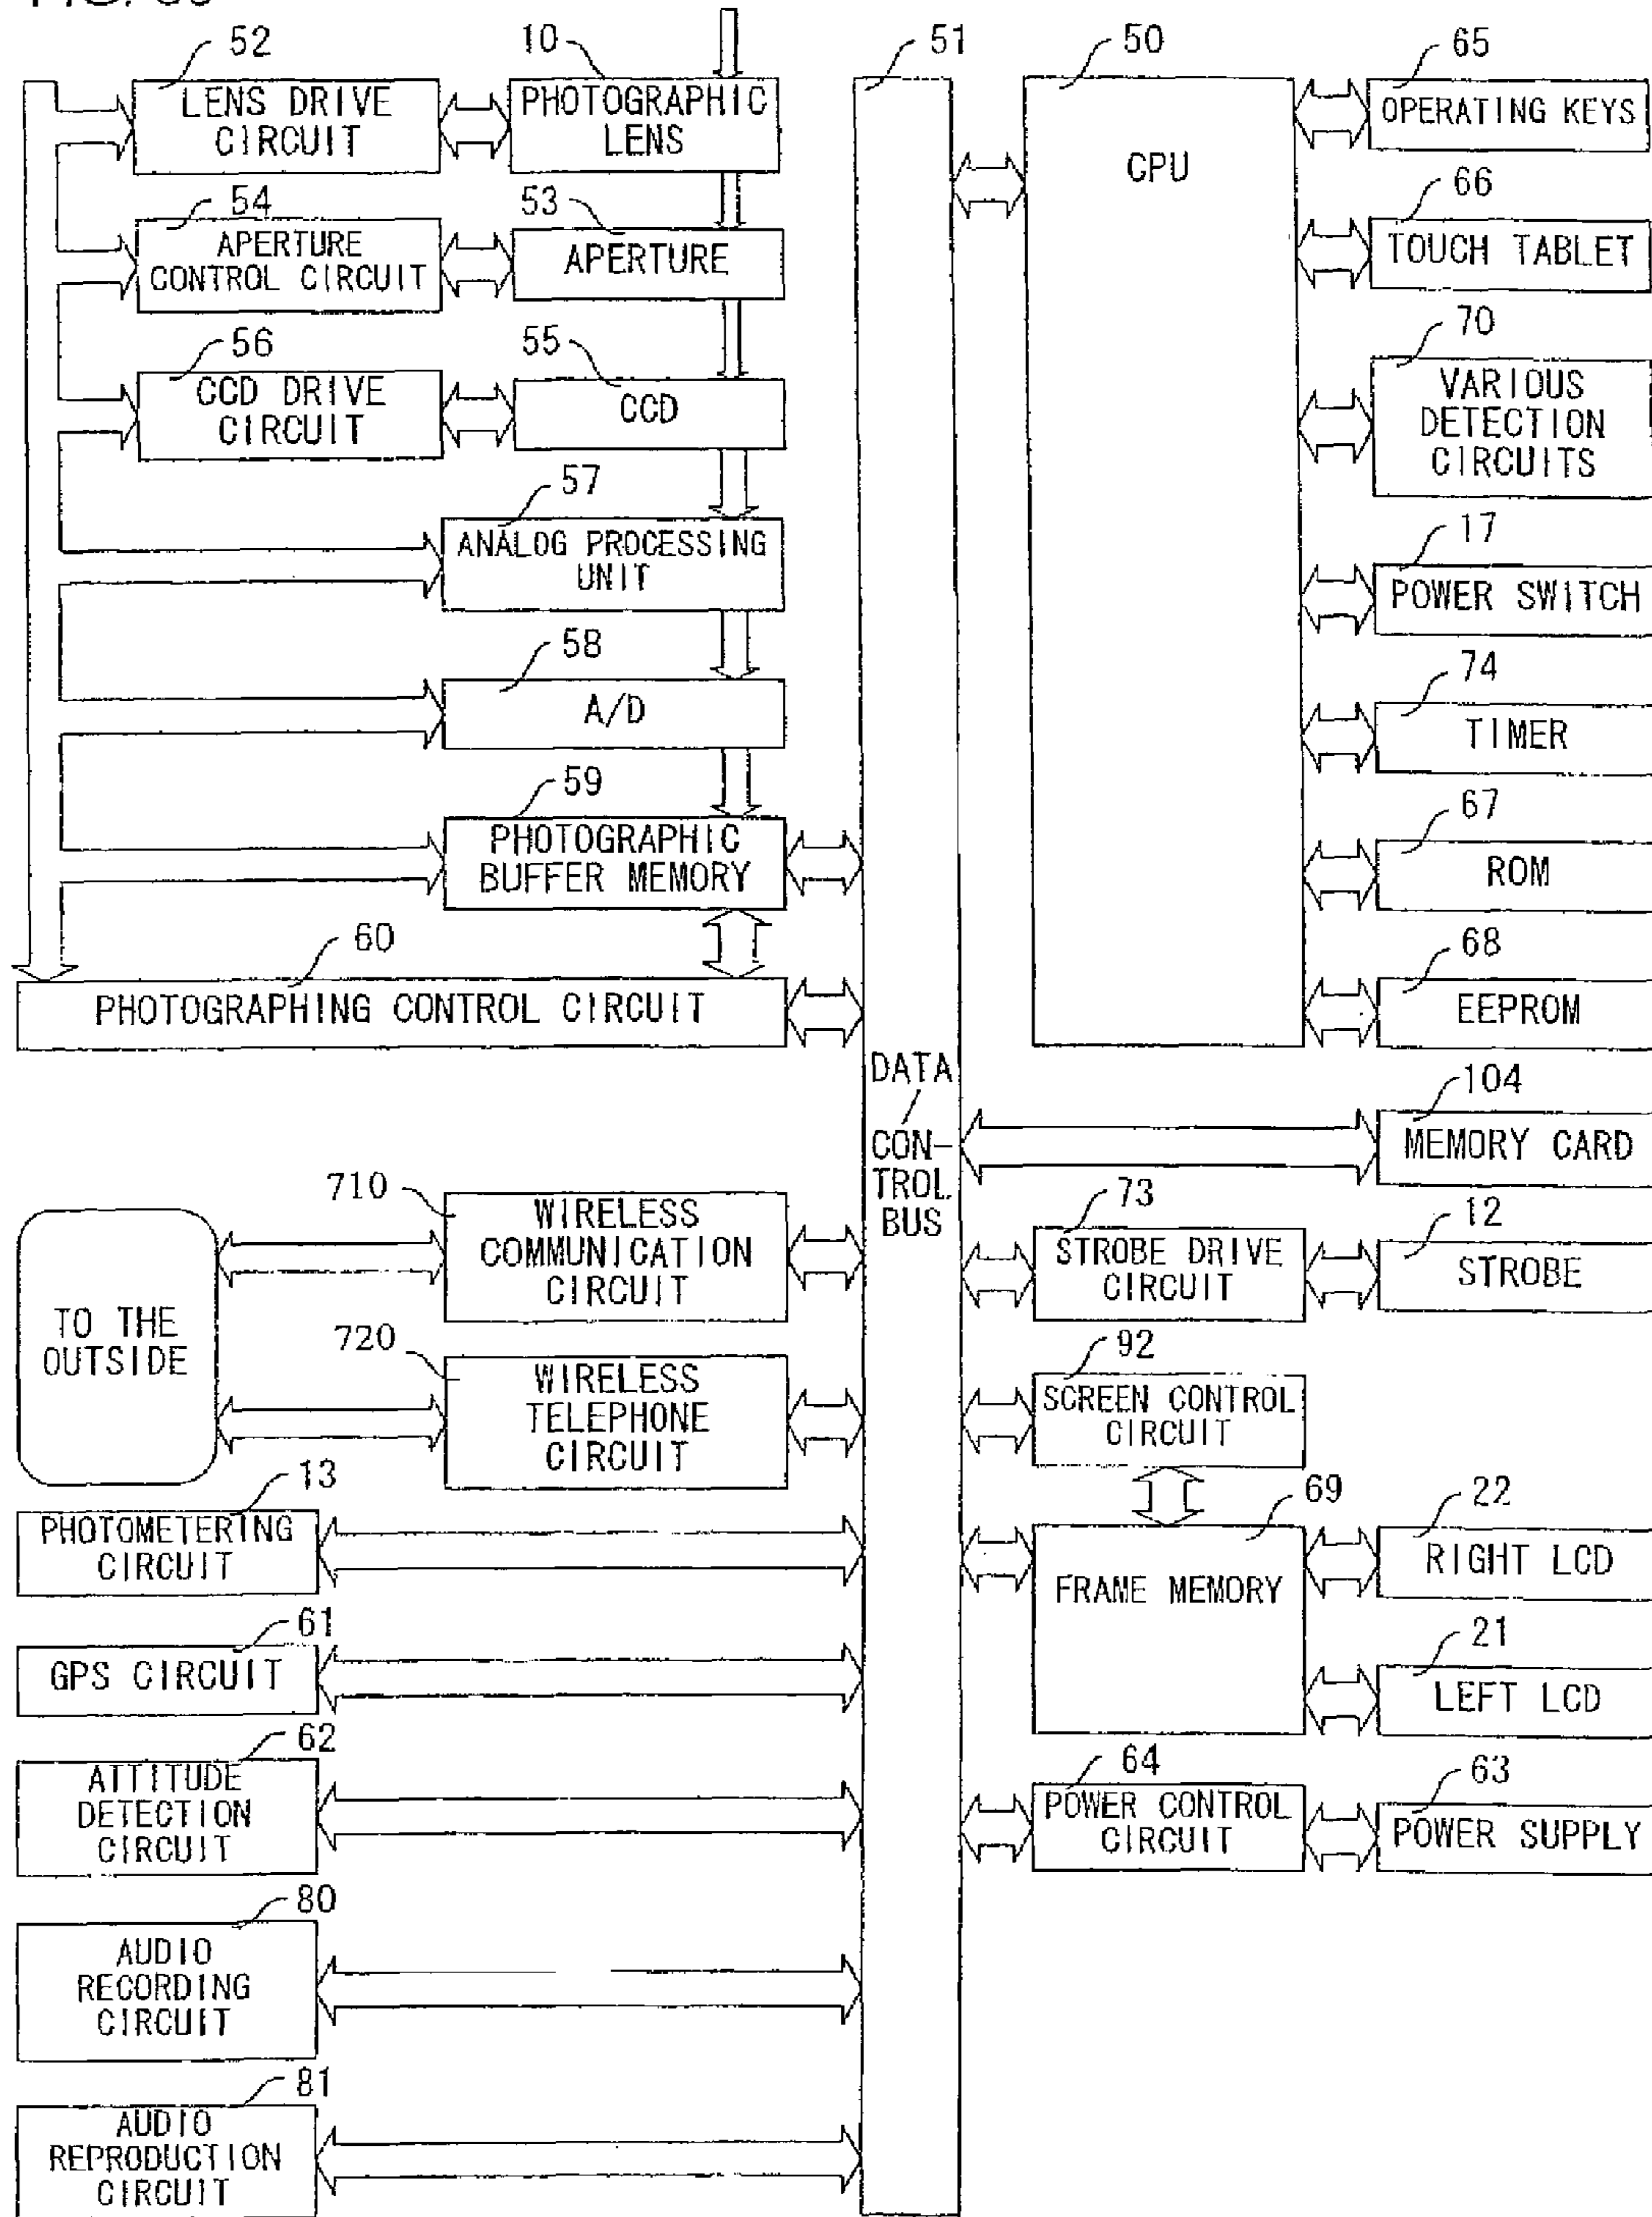 52
10
51
50
65
LENS DRIVE
CIRCUIT
PHOTOGRAPHIC
LENS
CPU
OPERATING KEYS
54
53
66
APERTURE
CONTROL CIRCUIT
APERTURE
TOUCH TABLET
56
55
70
CCD DRIVE
CIRCUIT
CCD
VARIOUS
DETECTION
CIRCUITS
57
17
ANALOG PROCESSING
UNIT
POWER SWITCH
58
74
A/D
TIMER
59
67
PHOTOGRAPHIC
BUFFER MEMORY
ROM
60
68
PHOTOGRAPHING CONTROL CIRCUIT
EEPROM
DATA
/
CON-
TROL
BUS
104
MEMORY CARD
710
73
12
WIRELESS
COMMUNICATION
CIRCUIT
STROBE DRIVE
CIRCUIT
STROBE
TO THE
OUTSIDE
720
92
WIRELESS
TELEPHONE
CIRCUIT
SCREEN CONTROL
CIRCUIT
13
69
22
PHOTOMETERING
CIRCUIT
FRAME MEMORY
RIGHT LCD
61
21
GPS CIRCUIT
LEFT LCD
62
64
63
ATTITUDE
DETECTION
CIRCUIT
POWER CONTROL
CIRCUIT
POWER SUPPLY
80
AUDIO
RECORDING
CIRCUIT
81
AUDIO
REPRODUCTION
CIRCUIT